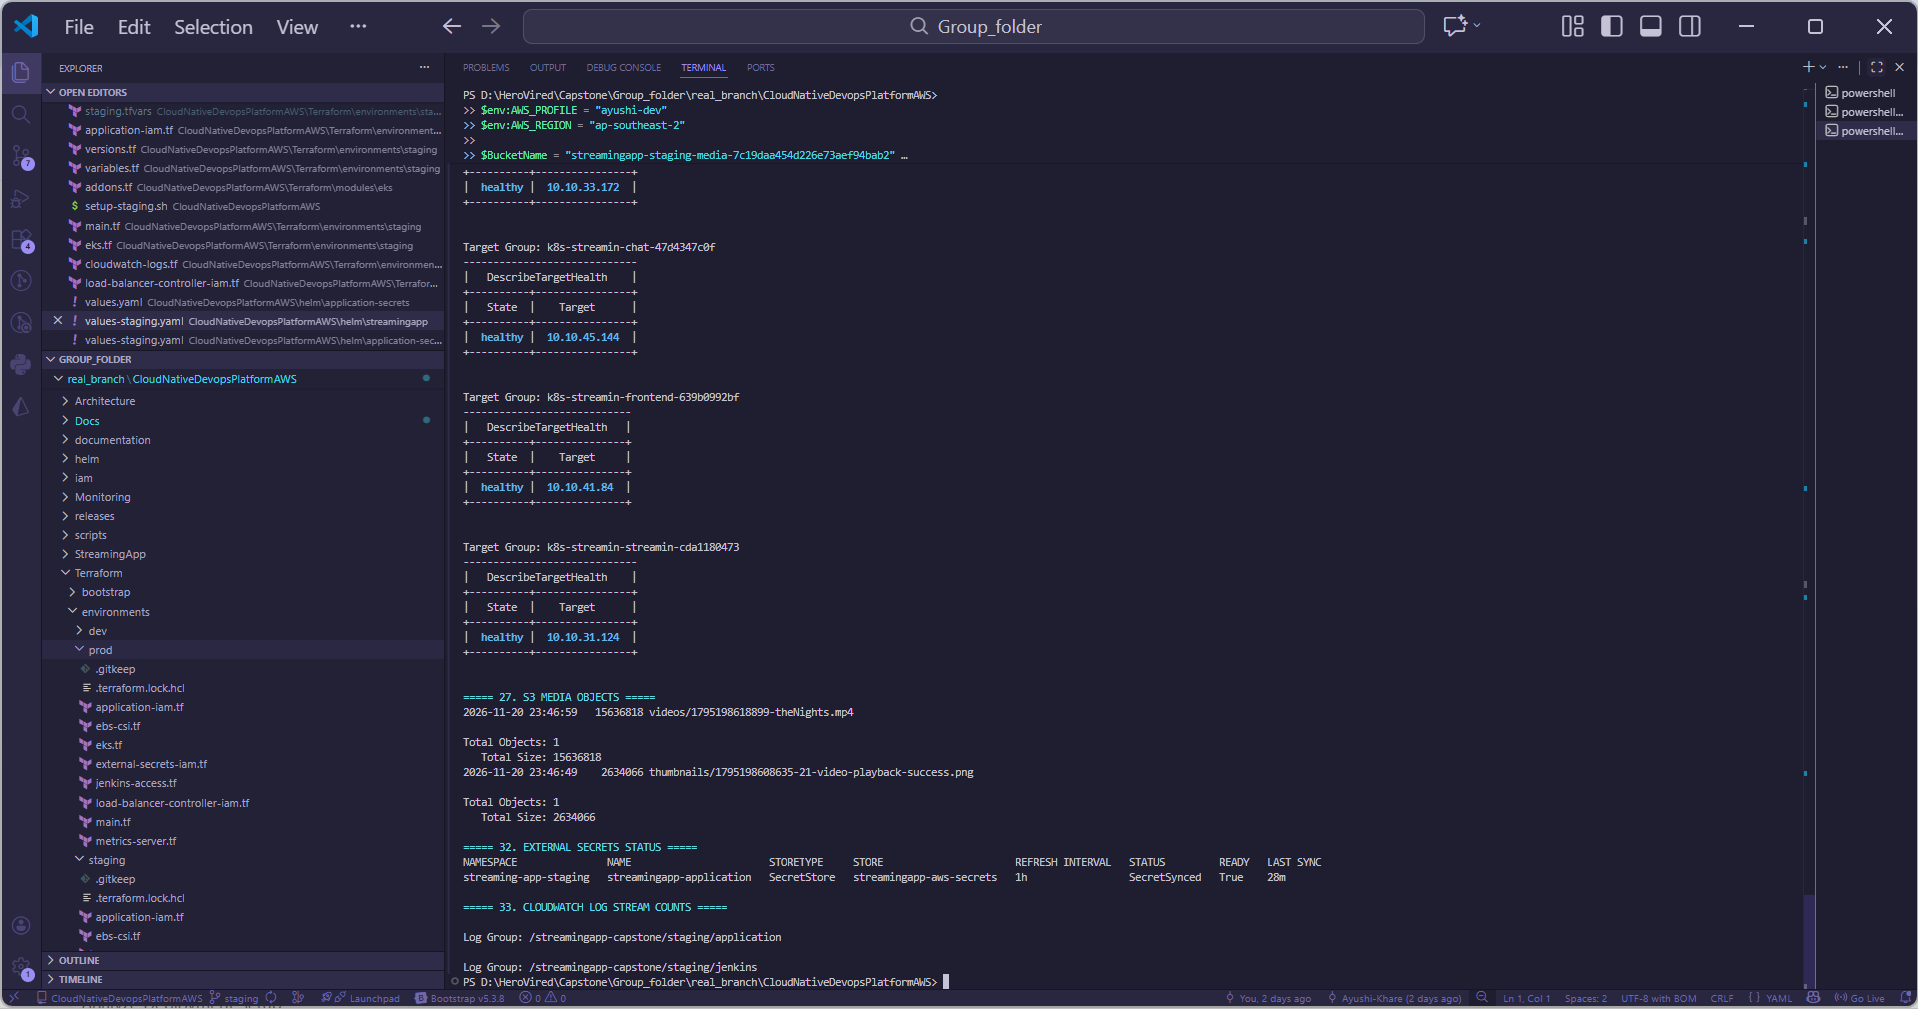 File Edit Selection View ··· Group_folder
EXPLORER ···
OPEN EDITORS
staging.tfvars CloudNativeDevopsPlatformAWS\Terraform\environments\sta...
application-iam.tf CloudNativeDevopsPlatformAWS\Terraform\environment...
versions.tf CloudNativeDevopsPlatformAWS\Terraform\environments\staging
variables.tf CloudNativeDevopsPlatformAWS\Terraform\environments\staging
addons.tf CloudNativeDevopsPlatformAWS\Terraform\modules\eks
$ setup-staging.sh CloudNativeDevopsPlatformAWS
main.tf CloudNativeDevopsPlatformAWS\Terraform\environments\staging
eks.tf CloudNativeDevopsPlatformAWS\Terraform\environments\staging
cloudwatch-logs.tf CloudNativeDevopsPlatformAWS\Terraform\environmen...
load-balancer-controller-iam.tf CloudNativeDevopsPlatformAWS\Terrafor...
! values.yaml CloudNativeDevopsPlatformAWS\helm\application-secrets
! values-staging.yaml CloudNativeDevopsPlatformAWS\helm\streamingapp
! values-staging.yaml CloudNativeDevopsPlatformAWS\helm\application-sec...
GROUP_FOLDER
real_branch\CloudNativeDevopsPlatformAWS
Architecture
Docs
documentation
helm
iam
Monitoring
releases
scripts
StreamingApp
Terraform
bootstrap
environments
dev
prod
.gitkeep
.terraform.lock.hcl
application-iam.tf
ebs-csi.tf
eks.tf
external-secrets-iam.tf
jenkins-access.tf
load-balancer-controller-iam.tf
main.tf
metrics-server.tf
staging
.gitkeep
.terraform.lock.hcl
application-iam.tf
ebs-csi.tf
OUTLINE
TIMELINE
7
4
1
PROBLEMS OUTPUT DEBUG CONSOLE TERMINAL PORTS
PS D:\HeroVired\Capstone\Group_folder\real_branch\CloudNativeDevopsPlatformAWS>
>> $env:AWS_PROFILE = "ayushi-dev"
>> $env:AWS_REGION = "ap-southeast-2"
>>
>> $BucketName = "streamingapp-staging-media-7c19daa454d226e73aef94bab2" …
+----------+----------------+
| healthy | 10.10.33.172 |
+----------+----------------+
Target Group: k8s-streamin-chat-47d4347c0f
-----------------------------
| DescribeTargetHealth |
+----------+----------------+
| State | Target |
+----------+----------------+
| healthy | 10.10.45.144 |
+----------+----------------+
Target Group: k8s-streamin-frontend-639b0992bf
----------------------------
| DescribeTargetHealth |
+----------+---------------+
| State | Target |
+----------+---------------+
| healthy | 10.10.41.84 |
+----------+---------------+
Target Group: k8s-streamin-streamin-cda1180473
-----------------------------
| DescribeTargetHealth |
+----------+----------------+
| State | Target |
+----------+----------------+
| healthy | 10.10.31.124 |
+----------+----------------+
===== 27. S3 MEDIA OBJECTS =====
2026-11-20 23:46:59 15636818 videos/1795198618899-theNights.mp4
Total Objects: 1
Total Size: 15636818
2026-11-20 23:46:49 2634066 thumbnails/1795198608635-21-video-playback-success.png
Total Objects: 1
Total Size: 2634066
===== 32. EXTERNAL SECRETS STATUS =====
NAMESPACE NAME STORETYPE STORE REFRESH INTERVAL STATUS READY LAST SYNC
streaming-app-staging streamingapp-application SecretStore streamingapp-aws-secrets 1h SecretSynced True 28m
===== 33. CLOUDWATCH LOG STREAM COUNTS =====
Log Group: /streamingapp-capstone/staging/application
Log Group: /streamingapp-capstone/staging/jenkins
PS D:\HeroVired\Capstone\Group_folder\real_branch\CloudNativeDevopsPlatformAWS>
powershell
powershell...
powershell...
CloudNativeDevopsPlatformAWS staging Launchpad Bootstrap v5.3.8 0 0 You, 2 days ago Ayushi-Khare (2 days ago) Ln 1, Col 1 Spaces: 2 UTF-8 with BOM CRLF { } YAML Go Live